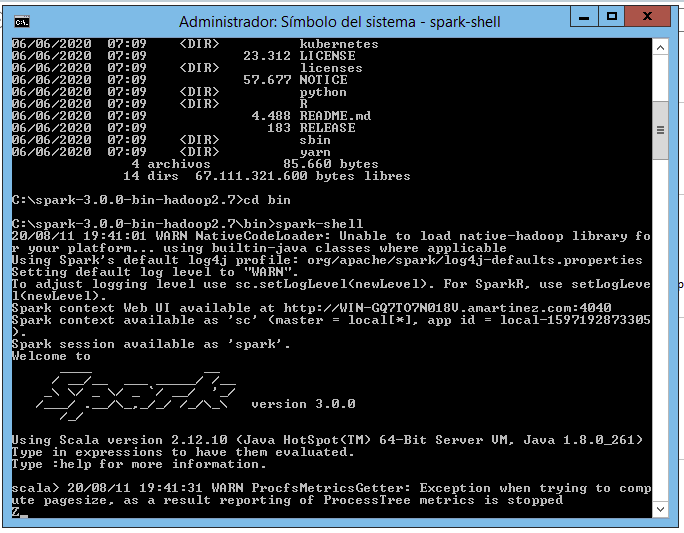 Administrador: Símbolo del sistema - spark-shell
06/06/2020  07:09    <DIR>          kubernetes
06/06/2020  07:09            23.312 LICENSE
06/06/2020  07:09    <DIR>          licenses
06/06/2020  07:09            57.677 NOTICE
06/06/2020  07:09    <DIR>          python
06/06/2020  07:09    <DIR>          R
06/06/2020  07:09             4.488 README.md
06/06/2020  07:09               183 RELEASE
06/06/2020  07:09    <DIR>          sbin
06/06/2020  07:09    <DIR>          yarn
4 archivos         85.660 bytes
14 dirs  67.111.321.600 bytes libres
C:\spark-3.0.0-bin-hadoop2.7>cd bin
C:\spark-3.0.0-bin-hadoop2.7\bin>spark-shell
20/08/11 19:41:01 WARN NativeCodeLoader: Unable to load native-hadoop library fo
r your platform... using builtin-java classes where applicable
Using Spark's default log4j profile: org/apache/spark/log4j-defaults.properties
Setting default log level to "WARN".
To adjust logging level use sc.setLogLevel(newLevel). For SparkR, use setLogLeve
l(newLevel).
Spark context Web UI available at http://WIN-GQ7TO7N018V.amartinez.com:4040
Spark context available as 'sc' (master = local[*], app id = local-1597192873305
).
Spark session available as 'spark'.
Welcome to
Spark version 3.0.0
Using Scala version 2.12.10 (Java HotSpot(TM) 64-Bit Server VM, Java 1.8.0_261)
Type in expressions to have them evaluated.
Type :help for more information.
scala> 20/08/11 19:41:31 WARN ProcfsMetricsGetter: Exception when trying to comp
ute pagesize, as a result reporting of ProcessTree metrics is stopped
Z_